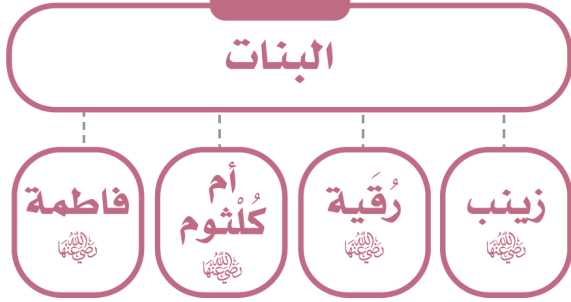 البنات
زينب
رضي الله عنها
رُقَية
رضي الله عنها
أم
كُلْثوم
رضي الله عنها
فاطمة
رضي الله عنها